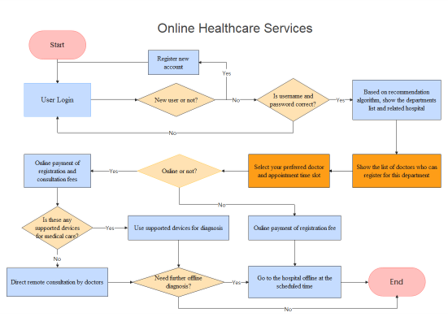 Online Healthcare Services
Start
Register new
account
Yes
User Login
New user or not?
No
Is username and
password correct?
Yes
Based on recommendation
algorithm, show the departments
list and related hospital
No
Online payment of
registration and
consultation fees
Yes
Online or not?
Select your preferred doctor
and appointment time slot
Show the list of doctors who can
register for this department
No
Is these any
supported devices
for medical care?
Yes
Use supported devices for diagnosis
Online payment of registration fee
No
Direct remote consultation by doctors
Need further offline
diagnosis?
Yes
Go to the hospital offline at the
scheduled time
End
No